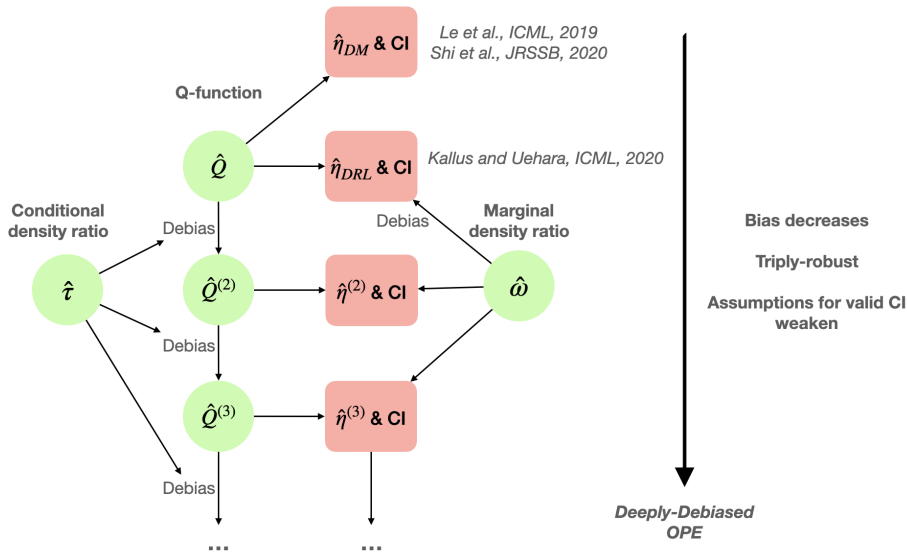 η̂_DM & CI
Le et al., ICML, 2019
Shi et al., JRSSB, 2020
Q-function
Q̂
η̂_DRL & CI
Kallus and Uehara, ICML, 2020
Conditional
density ratio
Debias
Debias
Marginal
density ratio
τ̂
Q̂^(2)
η̂^(2) & CI
ω̂
Debias
Q̂^(3)
η̂^(3) & CI
Debias
...
...
Bias decreases
Triply-robust
Assumptions for valid CI
weaken
Deeply-Debiased
OPE